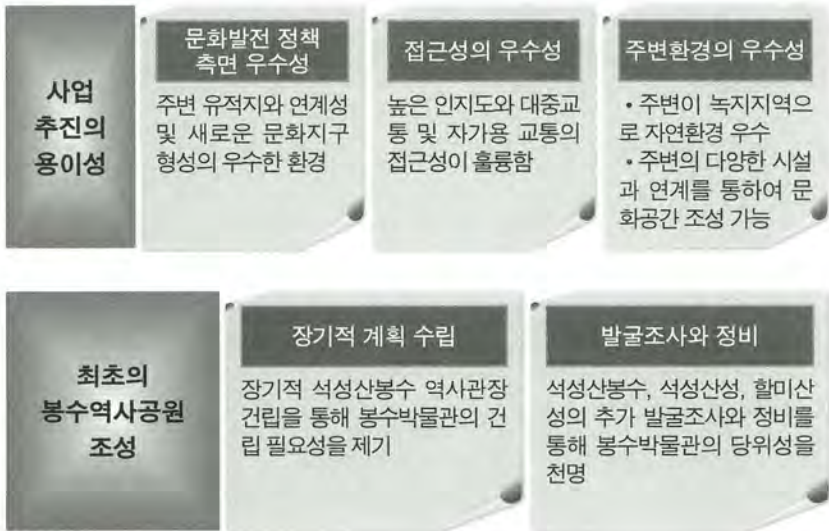 사업
추진의
용이성
문화발전 정책
측면 우수성
주변 유적지와 연계성
및 새로운 문화지구
형성의 우수한 환경
접근성의 우수성
높은 인지도와 대중교
통 및 자가용 교통의
접근성이 훌륭함
주변환경의 우수성
• 주변이 녹지지역으
로 자연환경 우수
• 주변의 다양한 시설
과 연계를 통하여 문
화공간 조성 가능
최초의
봉수역사공원
조성
장기적 계획 수립
장기적 석성산봉수 역사관장
건립을 통해 봉수박물관의 건
립 필요성을 제기
발굴조사와 정비
석성산봉수, 석성산성, 할미산
성의 추가 발굴조사와 정비를
통해 봉수박물관의 당위성을
천명